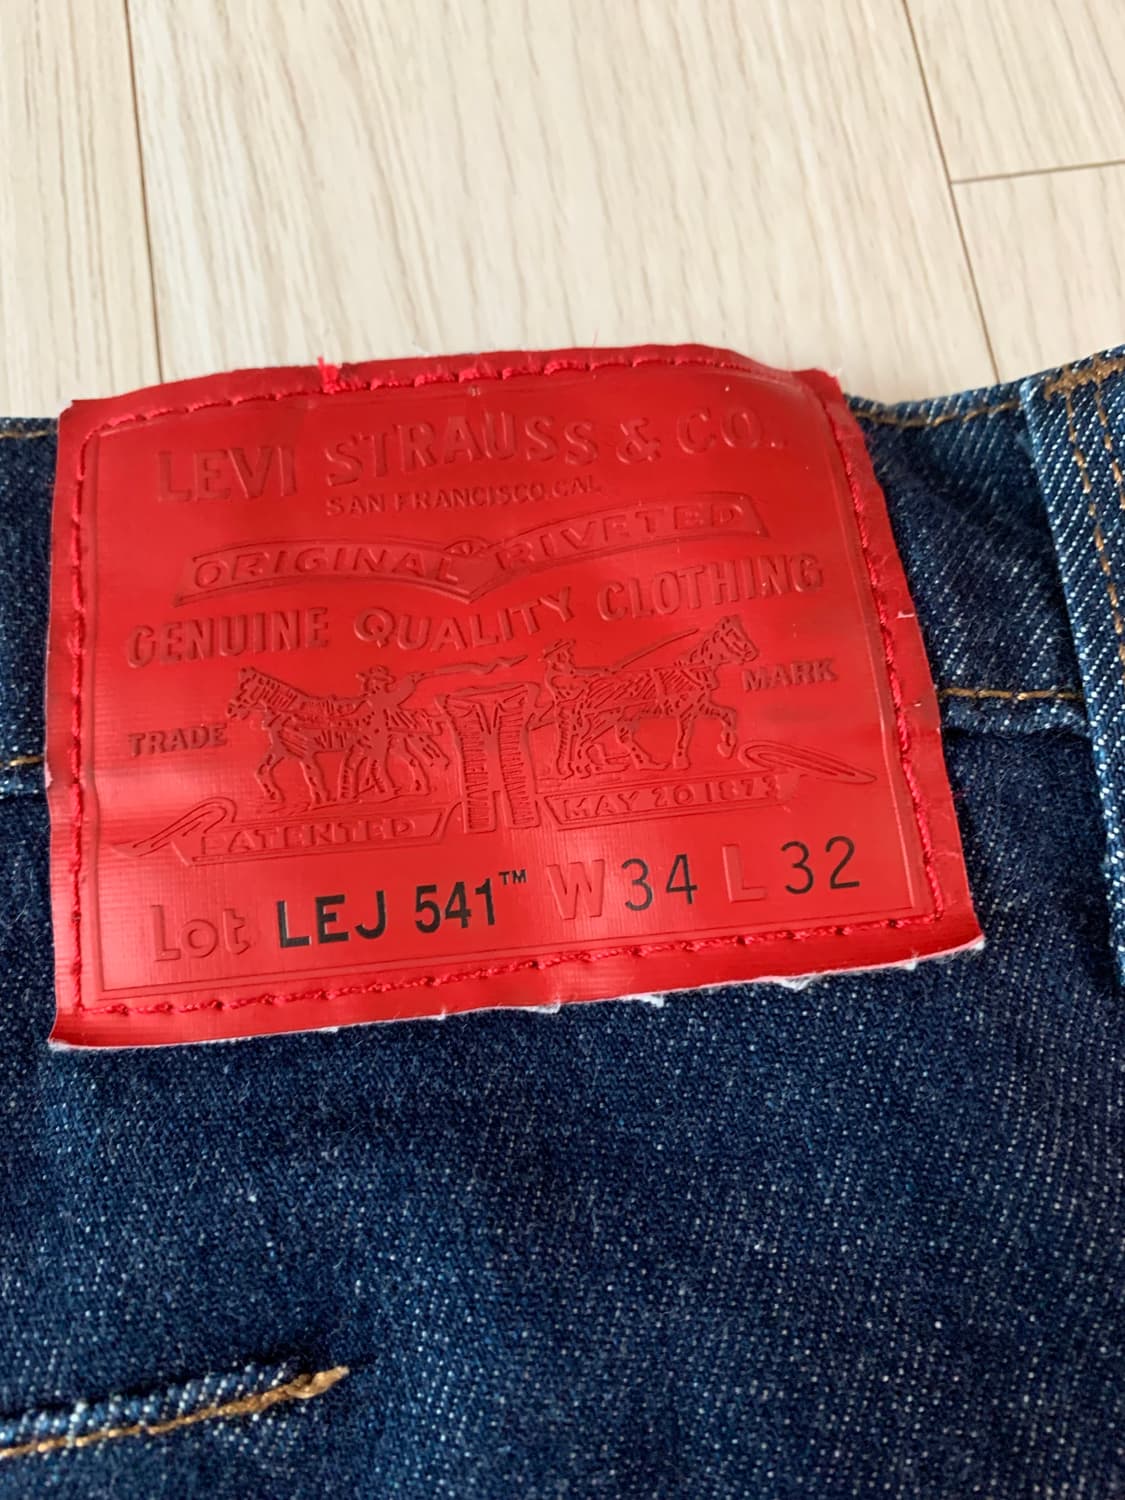 LEVI STRAUSS & CO.
SAN FRANCISCO, CAL
ORIGINAL RIVETED
GENUINE QUALITY CLOTHING
TRADE MARK
PATENTED MAY 20 1873
Lot LEJ 541™ W 34 L 32